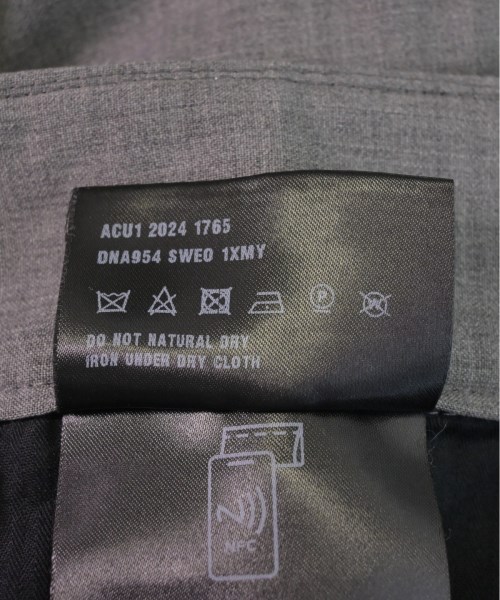 ACU1 2024 1765
DNA954 SWEO 1XMY
P
W
DO NOT NATURAL DRY
IRON UNDER DRY CLOTH
N
NFC